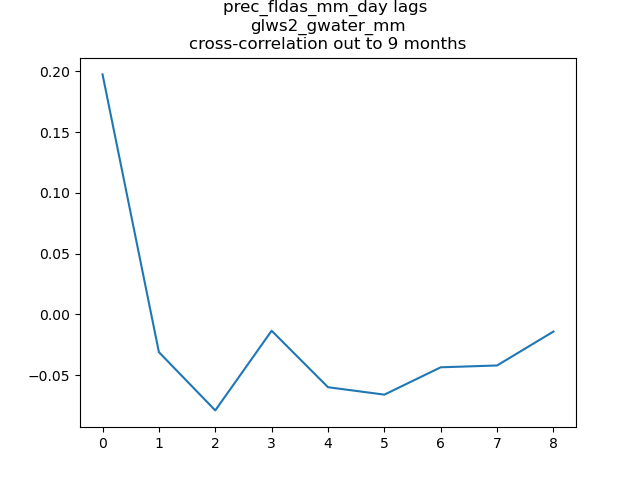 prec_fldas_mm_day lags
glws2_gwater_mm
cross-correlation out to 9 months
0.20
0.15
0.10
0.05
0.00
−0.05
0 1 2 3 4 5 6 7 8